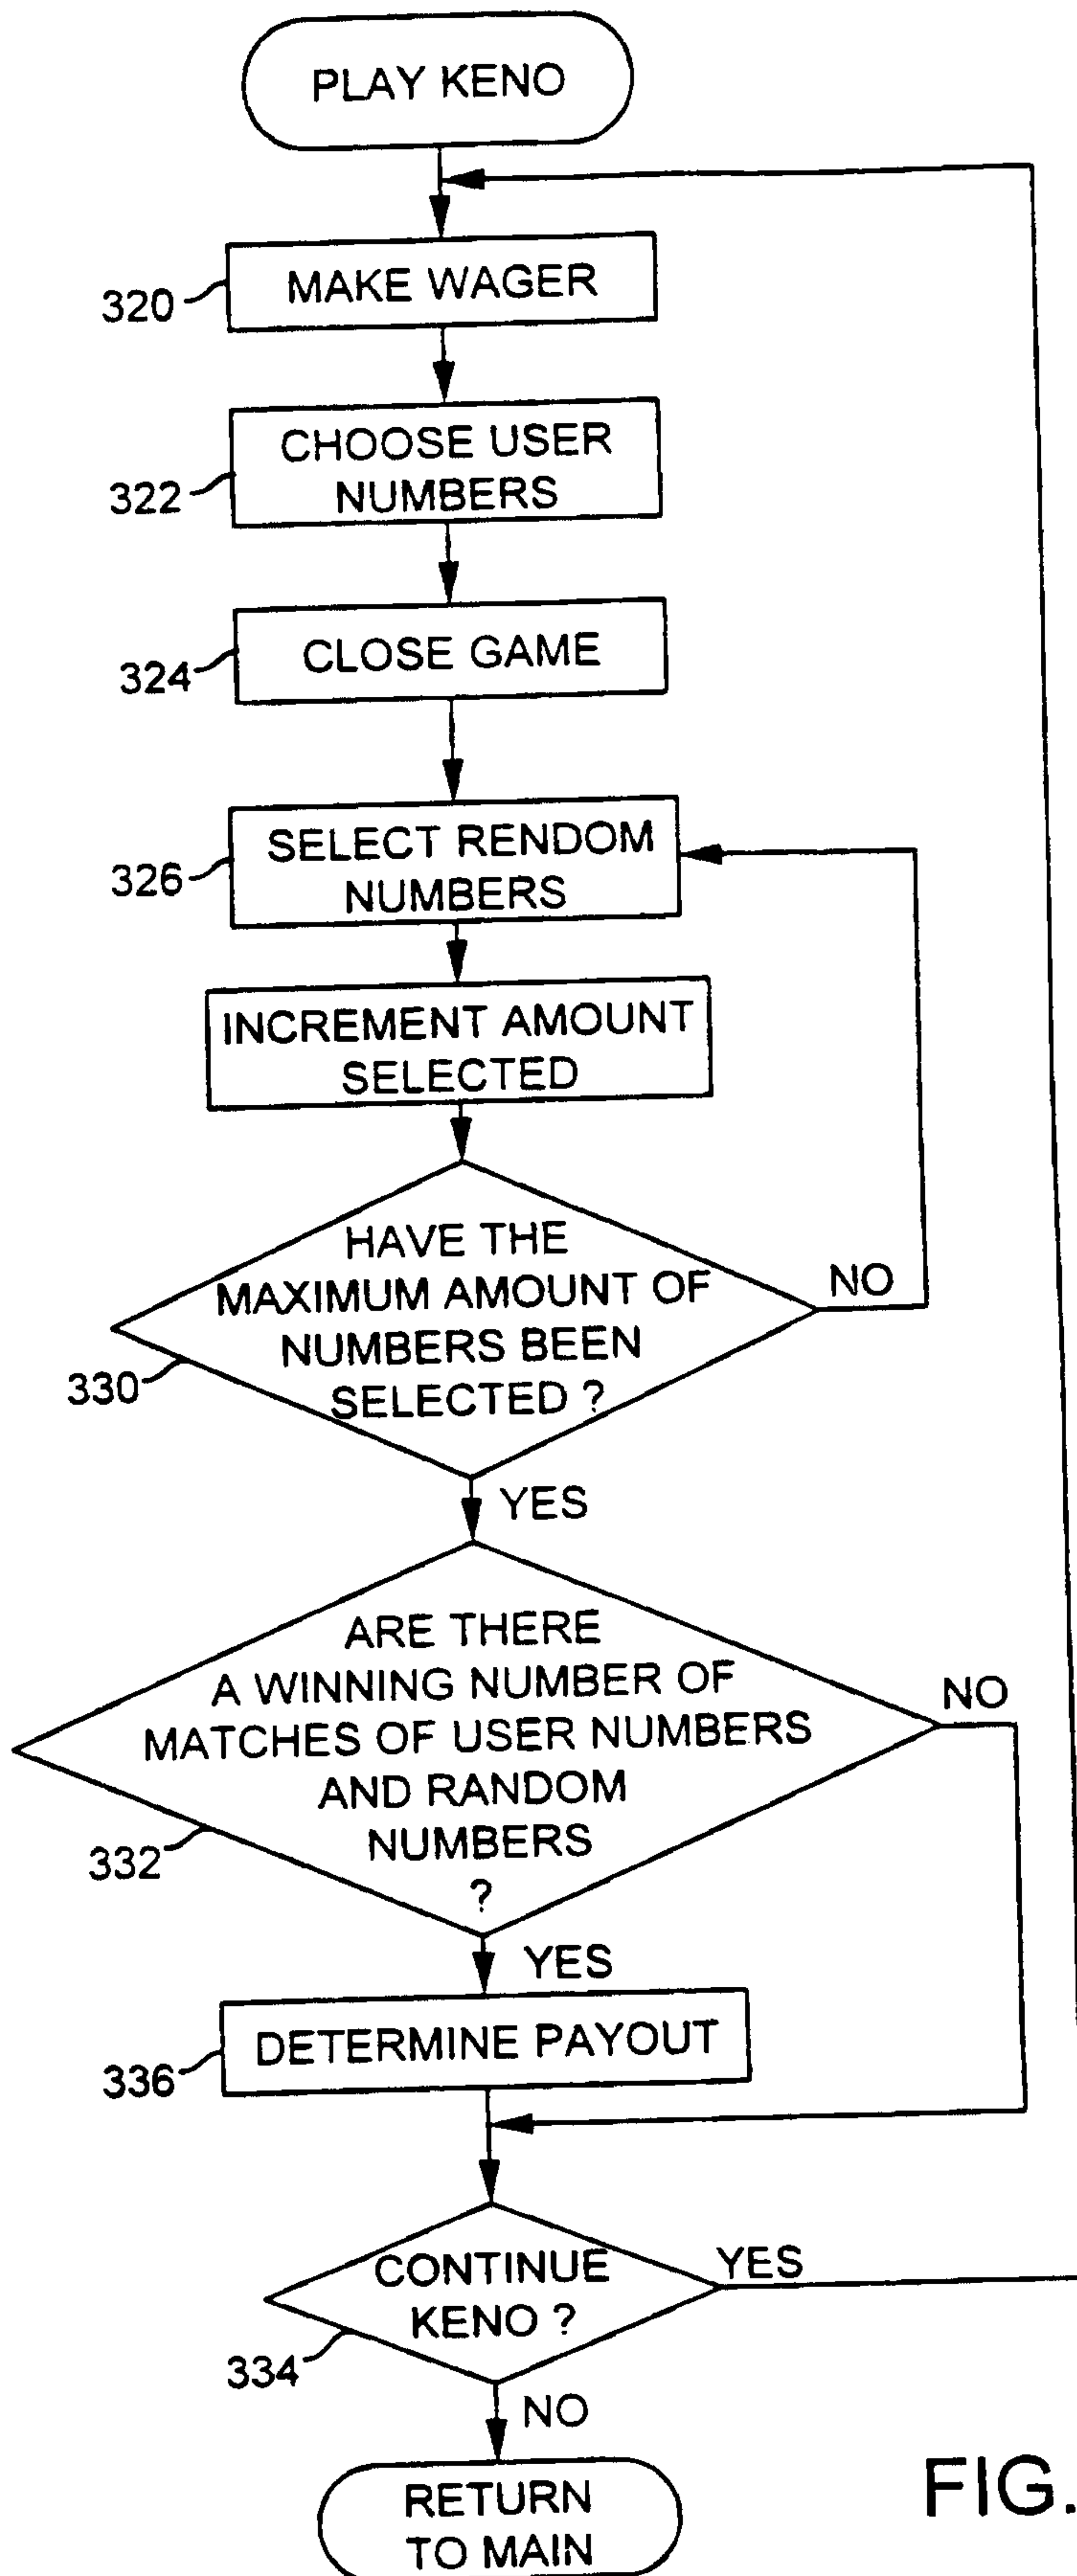 PLAY KENO
320
MAKE WAGER
322
CHOOSE USER
NUMBERS
324
CLOSE GAME
326
SELECT RENDOM
NUMBERS
INCREMENT AMOUNT
SELECTED
330
HAVE THE
MAXIMUM AMOUNT OF
NUMBERS BEEN
SELECTED ?
NO
YES
332
ARE THERE
A WINNING NUMBER OF
MATCHES OF USER NUMBERS
AND RANDOM
NUMBERS
?
NO
YES
336
DETERMINE PAYOUT
334
CONTINUE
KENO ?
YES
NO
RETURN
TO MAIN
FIG.